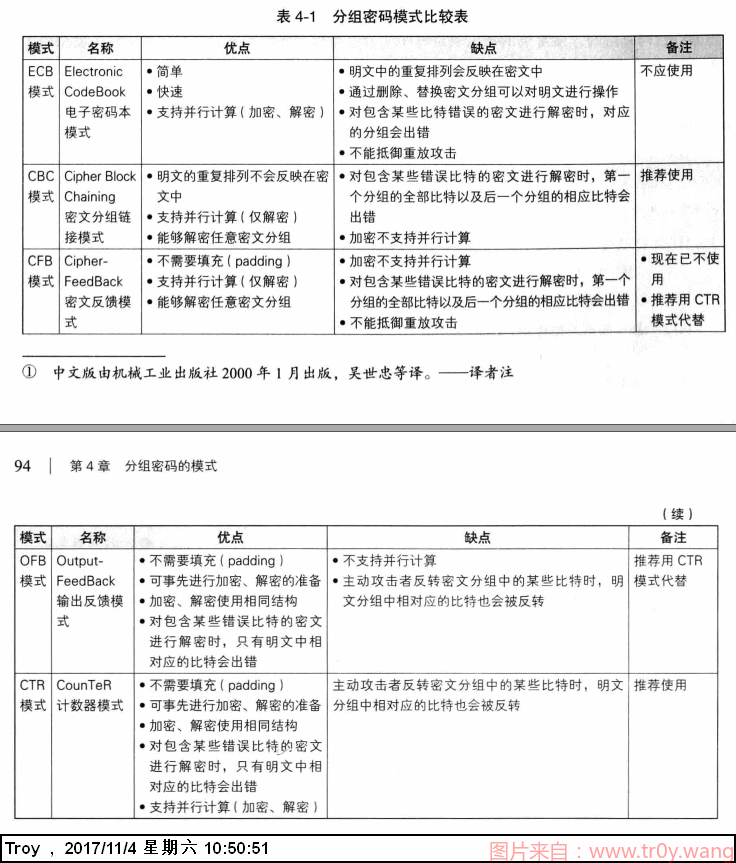 表 4-1 分组密码模式比较表
模式 名称 优点 缺点 备注
ECB Electronic • 简单 • 明文中的重复排列会反映在密文中 不应使用
模式 CodeBook • 快速 • 通过删除、替换密文分组可以对明文进行操作
电子密码本 • 支持并行计算（加密、解密） • 对包含某些比特错误的密文进行解密时，对应
模式 的分组会出错
• 不能抵御重放攻击
CBC Cipher Block • 明文的重复排列不会反映在密 • 对包含某些错误比特的密文进行解密时，第一 推荐使用
模式 Chaining 文中 个分组的全部比特以及后一个分组的相应比特会
密文分组链 • 支持并行计算（仅解密） 出错
接模式 • 能够解密任意密文分组 • 加密不支持并行计算
CFB Cipher- • 不需要填充（padding） • 加密不支持并行计算 • 现在已不使
模式 FeedBack • 支持并行计算（仅解密） • 对包含某些错误比特的密文进行解密时，第一个 用
密文反馈模 • 能够解密任意密文分组 分组的全部比特以及后一个分组的相应比特会出错 • 推荐用 CTR
式 • 不能抵御重放攻击 模式代替
① 中文版由机械工业出版社 2000 年 1 月出版，吴世忠等译。——译者注
94 | 第 4 章 分组密码的模式
（续）
模式 名称 优点 缺点 备注
OFB Output- • 不需要填充（padding） • 不支持并行计算 推荐用 CTR
模式 FeedBack • 可事先进行加密、解密的准备 • 主动攻击者反转密文分组中的某些比特时，明 模式代替
输出反馈模 • 加密、解密使用相同结构 文分组中相对应的比特也会被反转
式 • 对包含某些错误比特的密文
进行解密时，只有明文中相
对应的比特会出错
CTR CounTeR • 不需要填充（padding） 主动攻击者反转密文分组中的某些比特时，明文 推荐使用
模式 计数器模式 • 可事先进行加密、解密的准备 分组中相对应的比特也会被反转
• 加密、解密使用相同结构
• 对包含某些错误比特的密文
进行解密时，只有明文中相
对应的比特会出错
• 支持并行计算（加密、解密）
Troy , 2017/11/4 星期六 10:50:51
图片来自：www.tr0y.wang